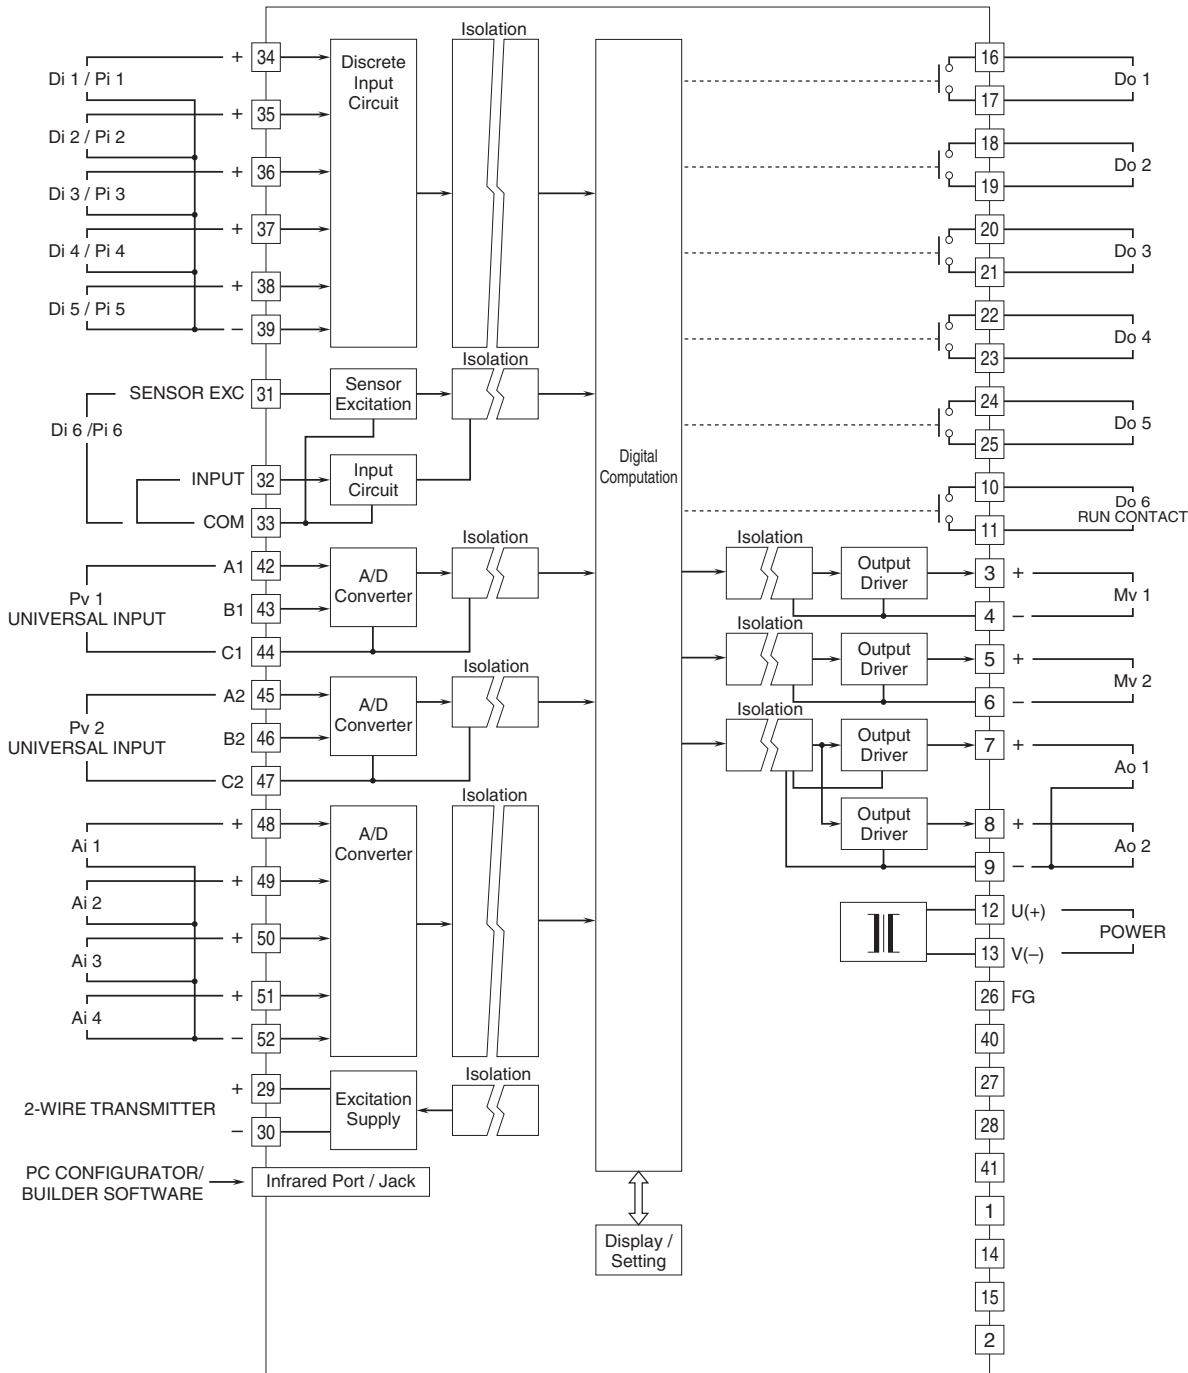 Isolation
Di 1 / Pi 1
+ 34
Di 2 / Pi 2
+ 35
Di 3 / Pi 3
+ 36
Di 4 / Pi 4
+ 37
Di 5 / Pi 5
+ 38
– 39
Discrete
Input
Circuit
Isolation
SENSOR EXC 31
Sensor
Excitation
Di 6 /Pi 6
INPUT 32
Input
Circuit
COM 33
Isolation
Pv 1
UNIVERSAL INPUT
A1 42
B1 43
C1 44
A/D
Converter
Isolation
Pv 2
UNIVERSAL INPUT
A2 45
B2 46
C2 47
A/D
Converter
Isolation
Ai 1
+ 48
Ai 2
+ 49
Ai 3
+ 50
Ai 4
+ 51
– 52
A/D
Converter
Isolation
2-WIRE TRANSMITTER
+ 29
– 30
Excitation
Supply
PC CONFIGURATOR/
BUILDER SOFTWARE
Infrared Port / Jack
Digital
Computation
Display /
Setting
16
17
Do 1
18
19
Do 2
20
21
Do 3
22
23
Do 4
24
25
Do 5
10
11
Do 6
RUN CONTACT
Isolation
Output
Driver
3 +
4 –
Mv 1
Isolation
Output
Driver
5 +
6 –
Mv 2
Isolation
Output
Driver
7 +
Ao 1
Output
Driver
8 +
9 –
Ao 2
12 U(+)
13 V(–)
POWER
26 FG
40
27
28
41
1
14
15
2